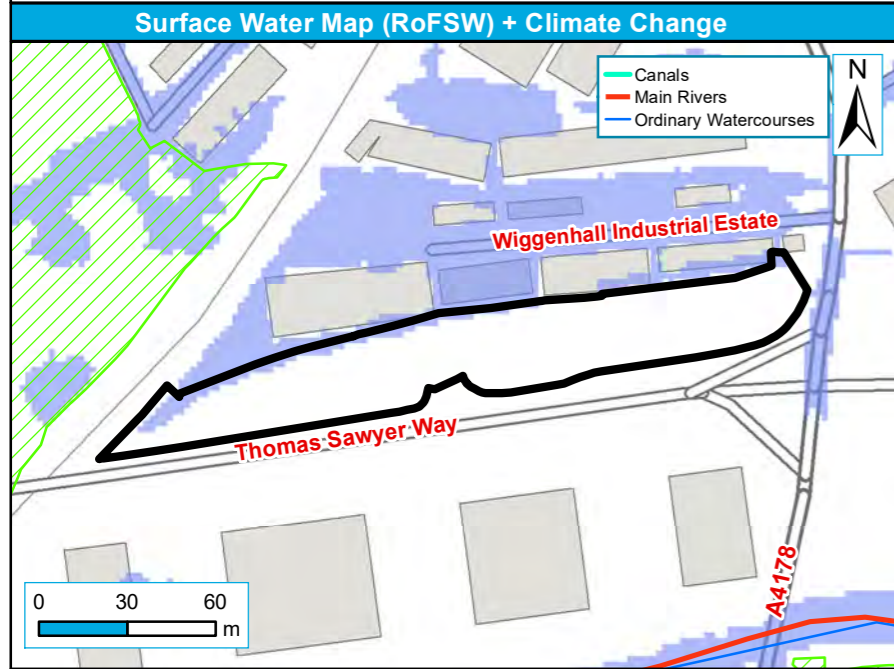 Surface Water Map (RoFSW) + Climate Change
Canals
Main Rivers
Ordinary Watercourses
N
Wiggenhall Industrial Estate
Thomas Sawyer Way
A4178
0 30 60
m